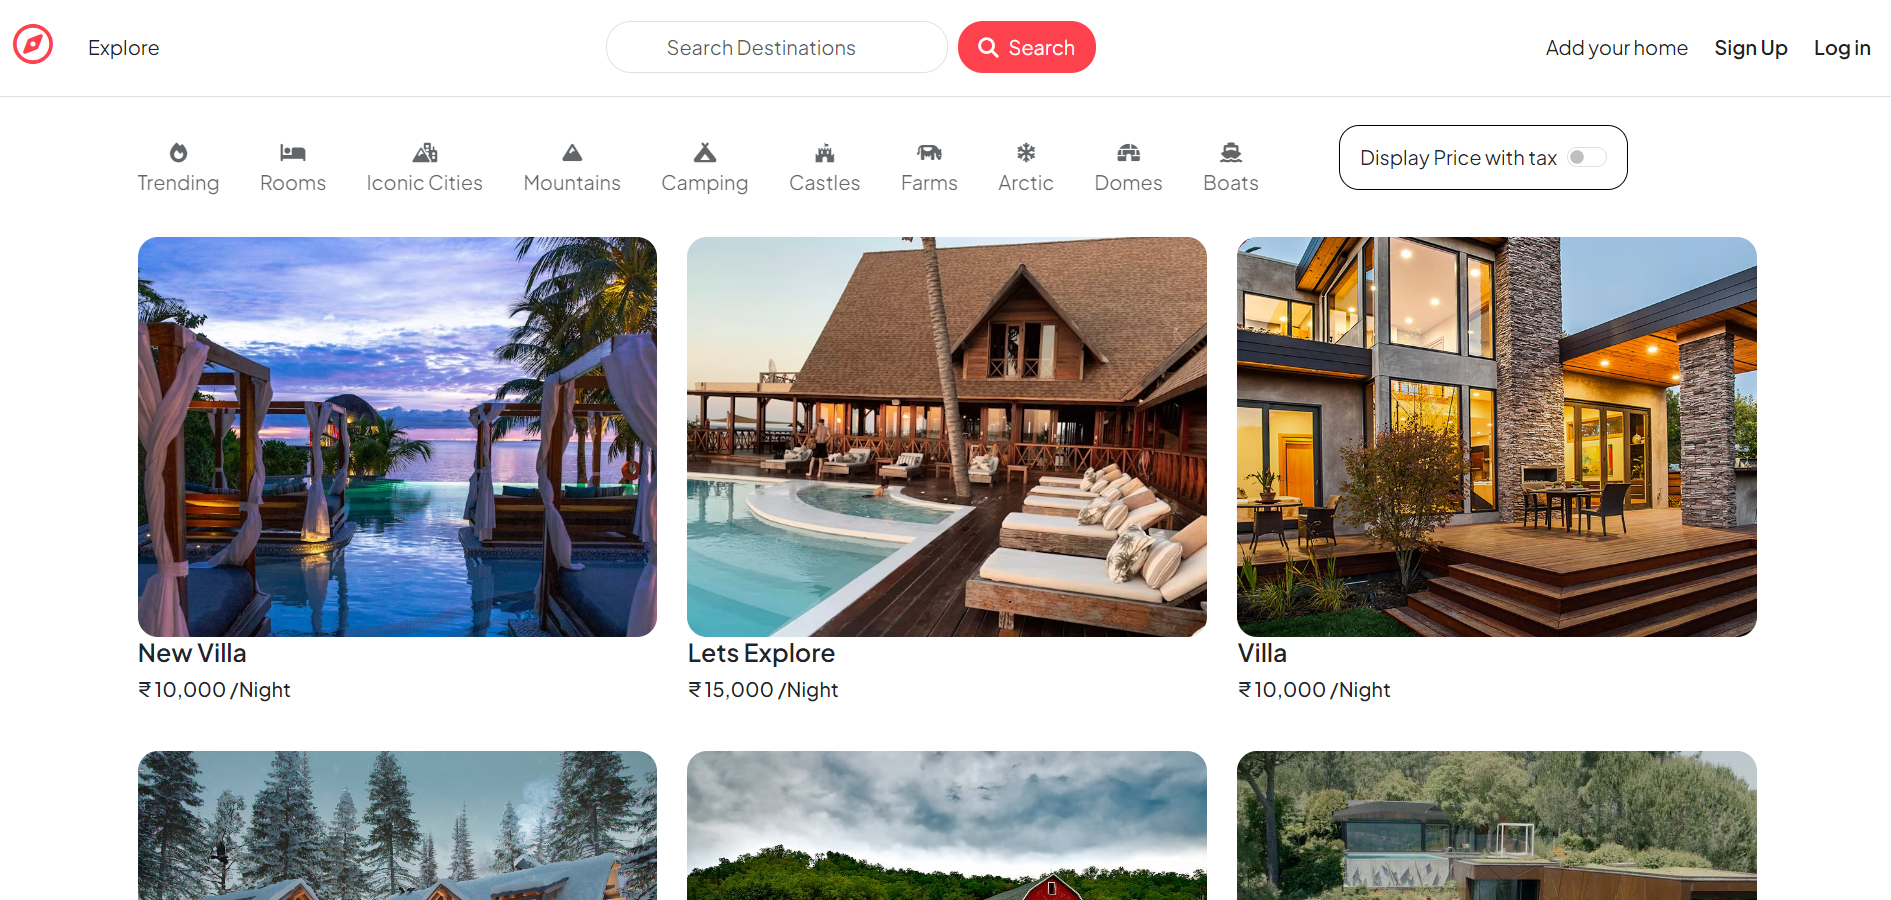 Explore
Search Destinations
Search
Add your home
Sign Up
Log in
Trending
Rooms
Iconic Cities
Mountains
Camping
Castles
Farms
Arctic
Domes
Boats
Display Price with tax
New Villa
₹10,000 /Night
Lets Explore
₹15,000 /Night
Villa
₹10,000 /Night